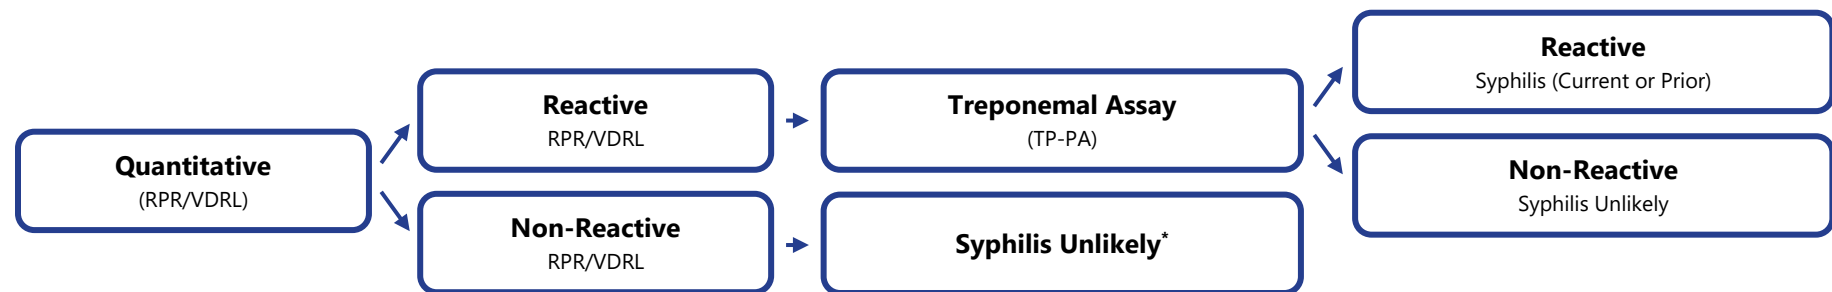 Quantitative
(RPR/VDRL)
Reactive
RPR/VDRL
Non-Reactive
RPR/VDRL
Treponemal Assay
(TP-PA)
Syphilis Unlikely*
Reactive
Syphilis (Current or Prior)
Non-Reactive
Syphilis Unlikely